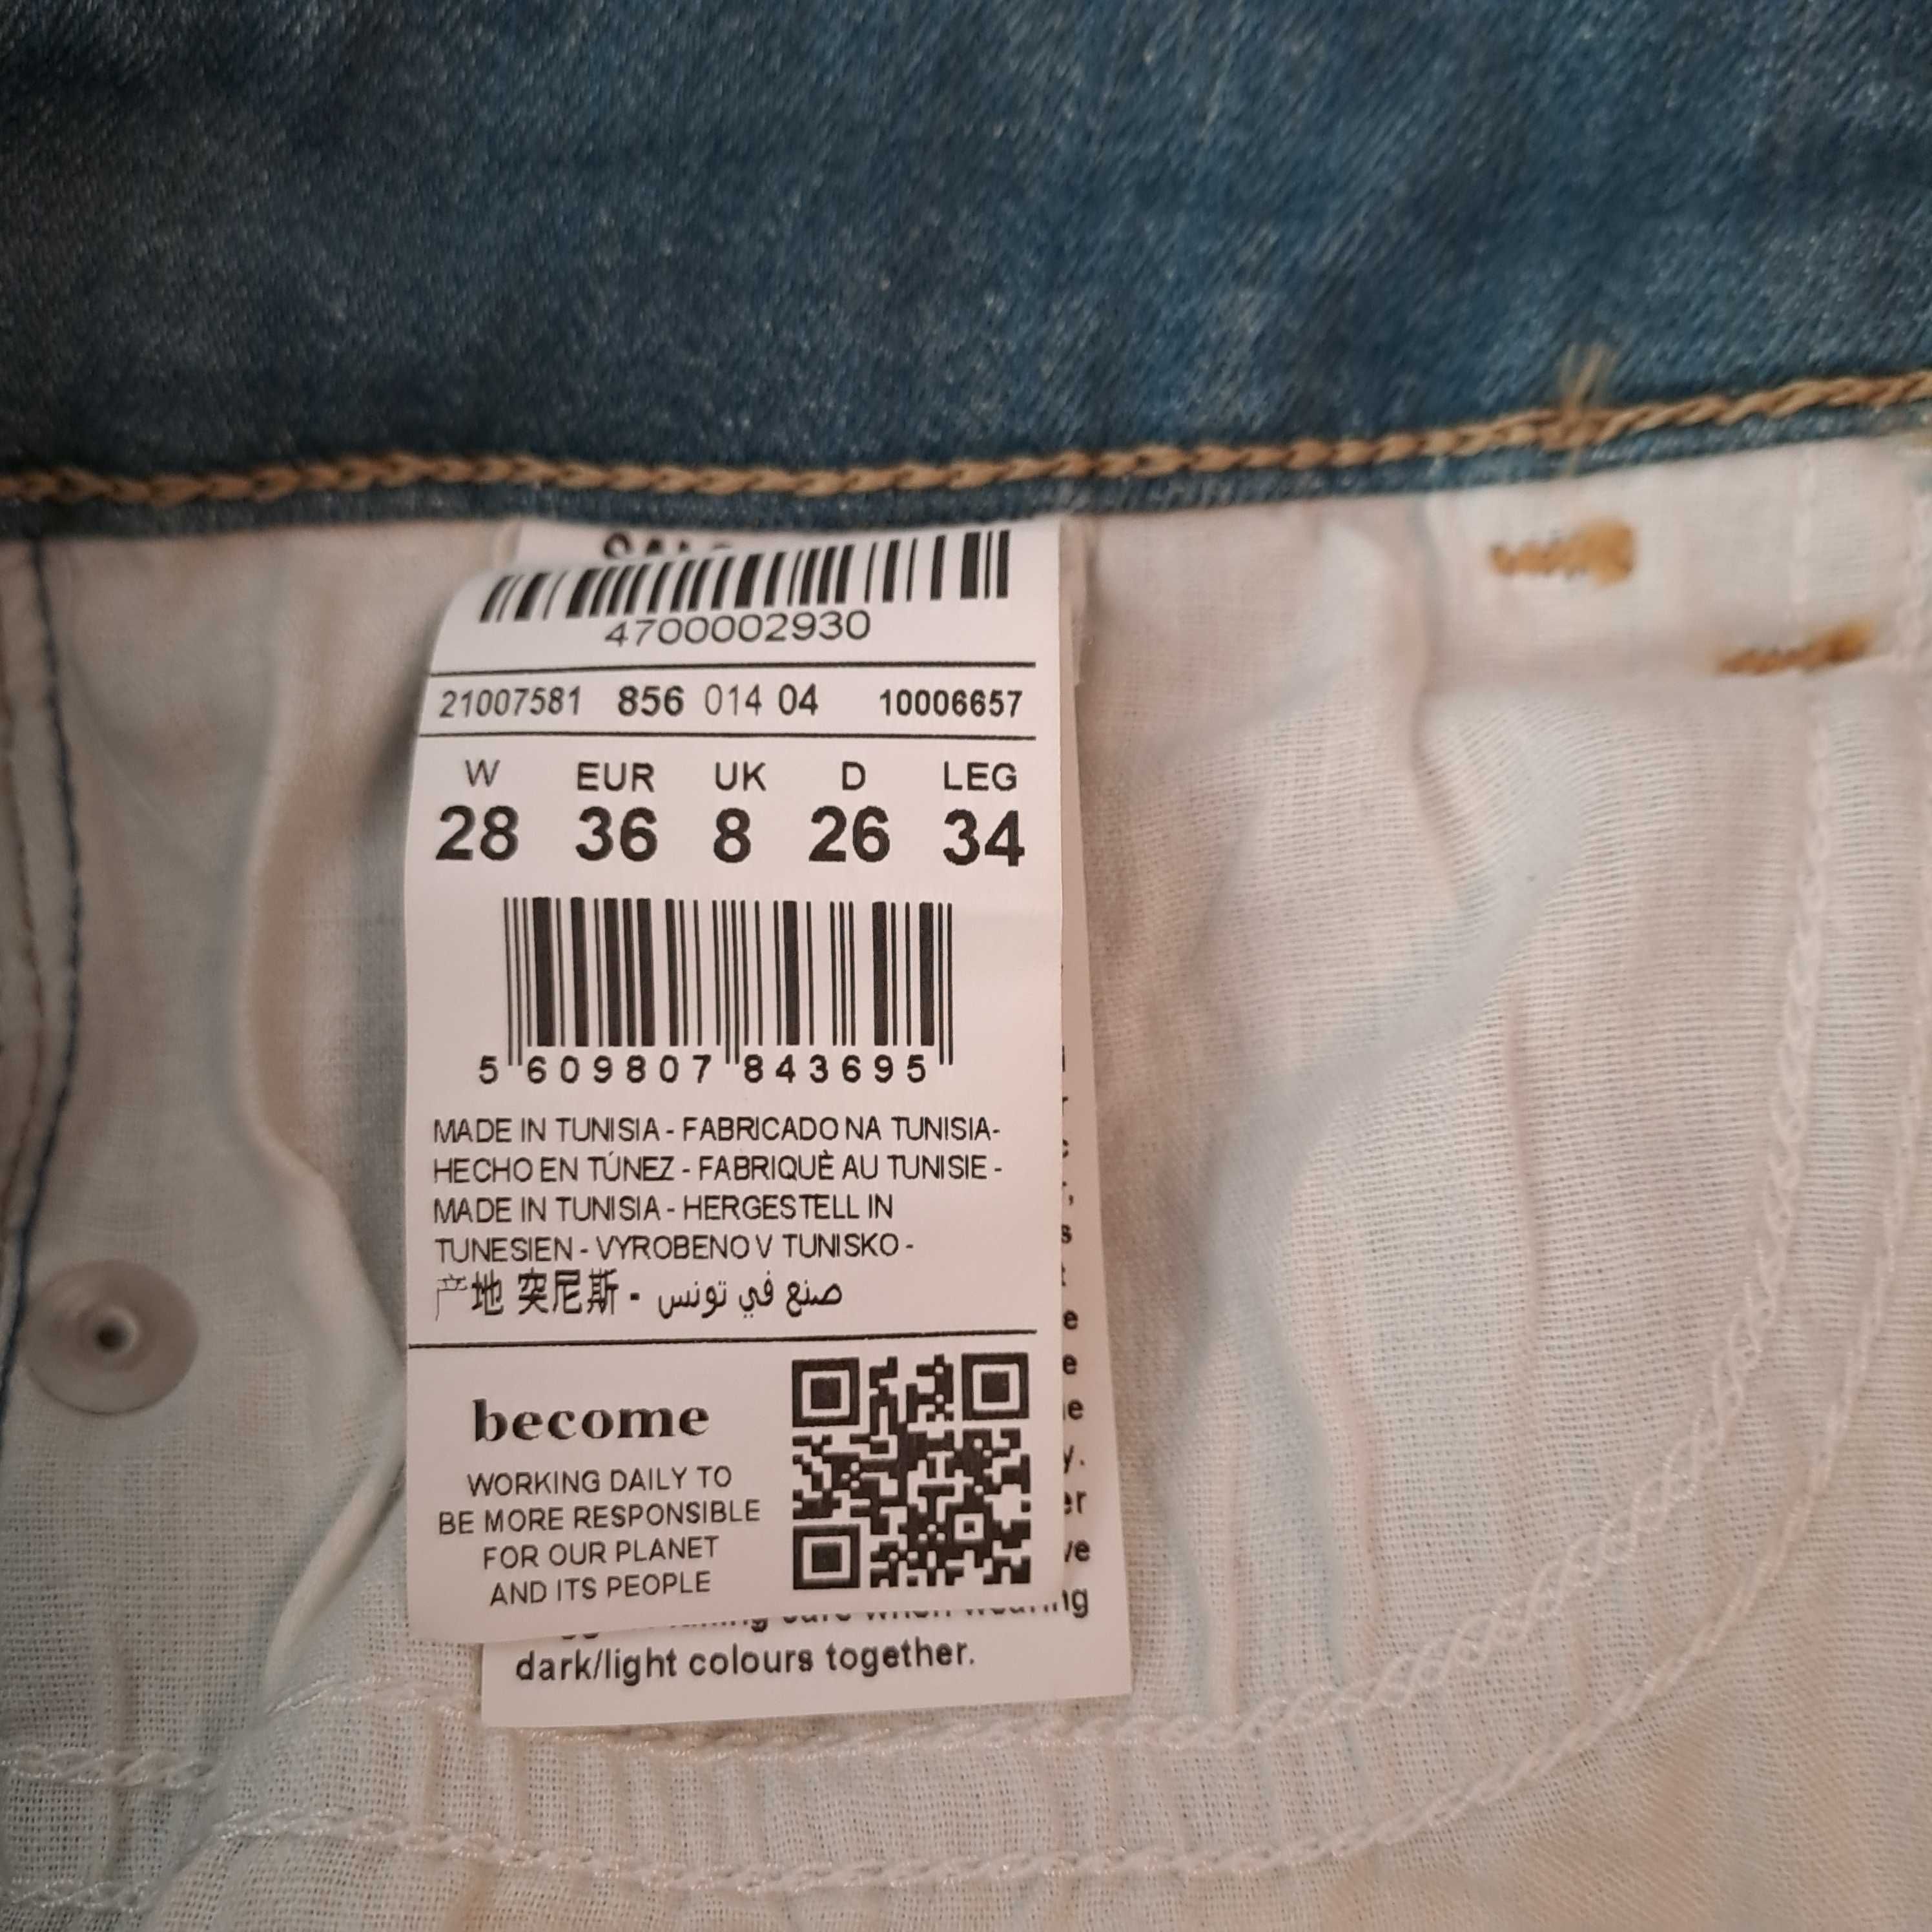 4700002930
21007581 856 014 04 10006657
W EUR UK D LEG
28 36 8 26 34
5 609807 843695
MADE IN TUNISIA - FABRICADO NA TUNISIA-
HECHO EN TÚNEZ - FABRIQUÈ AU TUNISIE -
MADE IN TUNISIA - HERGESTELL IN
TUNESIEN - VYROBENO V TUNISKO -
产地 突尼斯 - صنع في تونس
become
WORKING DAILY TO
BE MORE RESPONSIBLE
FOR OUR PLANET
AND ITS PEOPLE
when wearing
dark/light colours together.